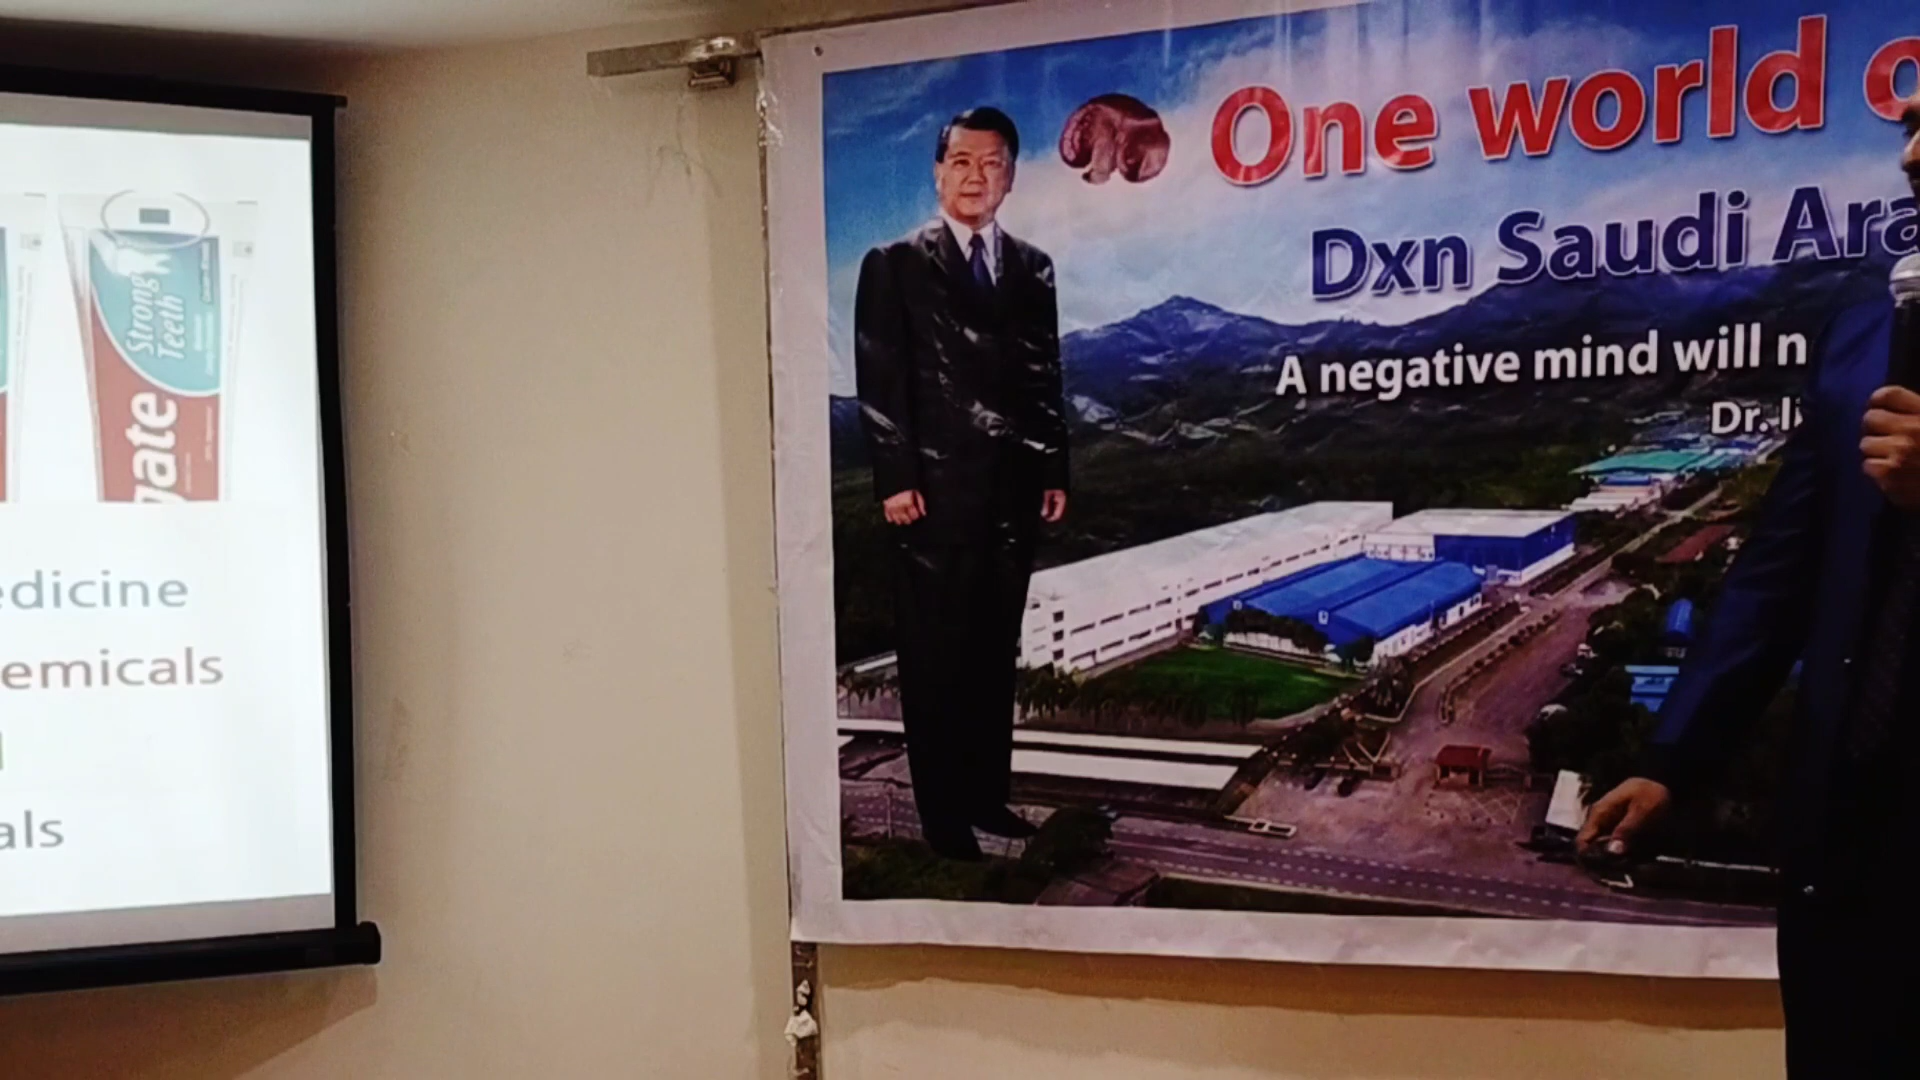 Strong
Teeth
gate
edicine
emicals
als
One world o
Dxn Saudi Ara
A negative mind will n
Dr. li